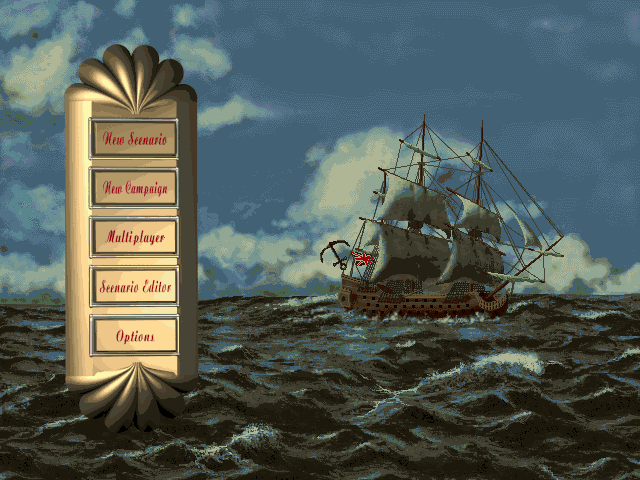 New Scenario
New Campaign
Multiplayer
Scenario Editor
Options